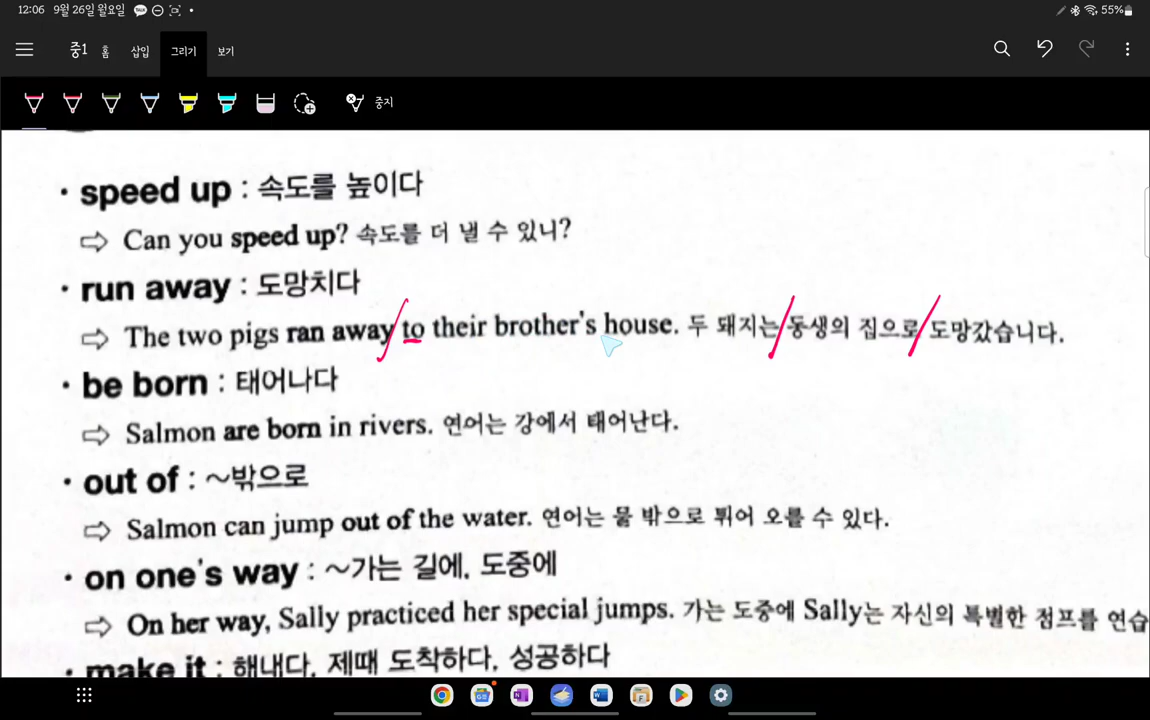 12:06 9월 26일 월요일 TALK 55%
중1 홈 삽입 그리기 보기
중지
· speed up : 속도를 높이다
⇨ Can you speed up? 속도를 더 낼 수 있니?
· run away : 도망치다
⇨ The two pigs ran away to their brother's house. 두 돼지는 동생의 집으로 도망갔습니다.
· be born : 태어나다
⇨ Salmon are born in rivers. 연어는 강에서 태어난다.
· out of : ~밖으로
⇨ Salmon can jump out of the water. 연어는 물 밖으로 뛰어 오를 수 있다.
· on one's way : ~가는 길에, 도중에
⇨ On her way, Sally practiced her special jumps. 가는 도중에 Sally는 자신의 특별한 점프를 연습
· make it : 해내다, 제때 도착하다, 성공하다